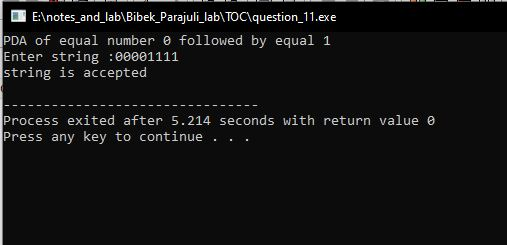 E:\notes_and_lab\Bibek_Parajuli_lab\TOC\question_11.exe
PDA of equal number 0 followed by equal 1
Enter string :00001111
string is accepted
--------------------------------
Process exited after 5.214 seconds with return value 0
Press any key to continue . . .